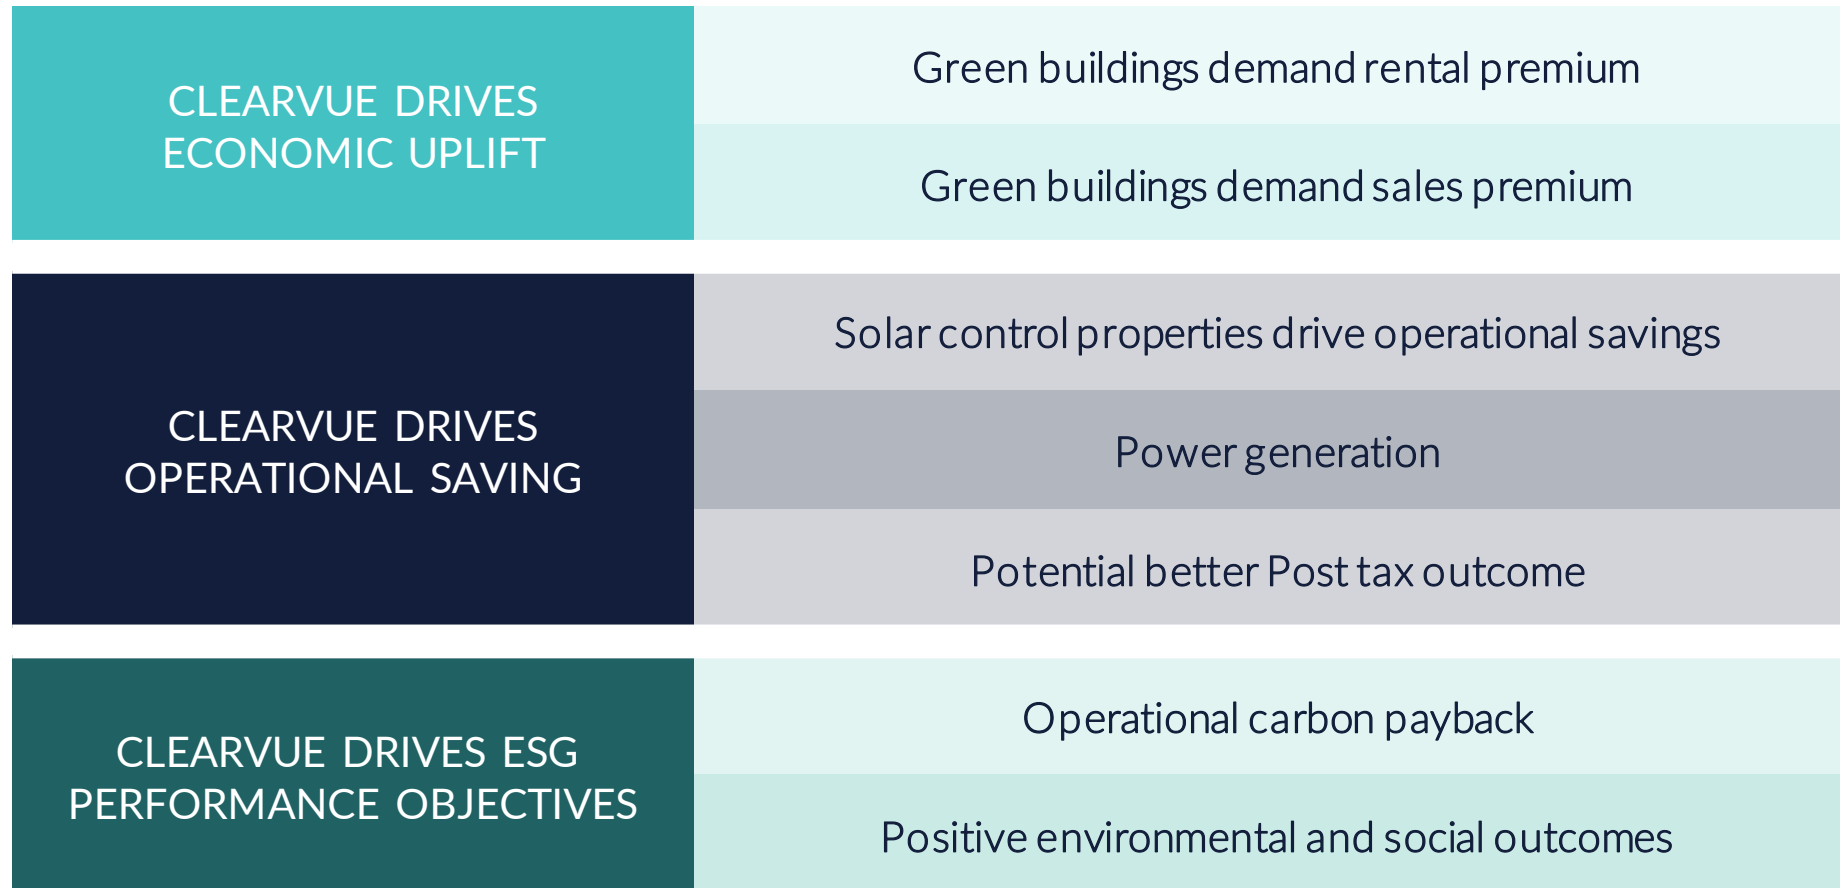 CLEARVUE DRIVES
ECONOMIC UPLIFT
Green buildings demand rental premium
Green buildings demand sales premium
CLEARVUE DRIVES
OPERATIONAL SAVING
Solar control properties drive operational savings
Power generation
Potential better Post tax outcome
CLEARVUE DRIVES ESG
PERFORMANCE OBJECTIVES
Operational carbon payback
Positive environmental and social outcomes